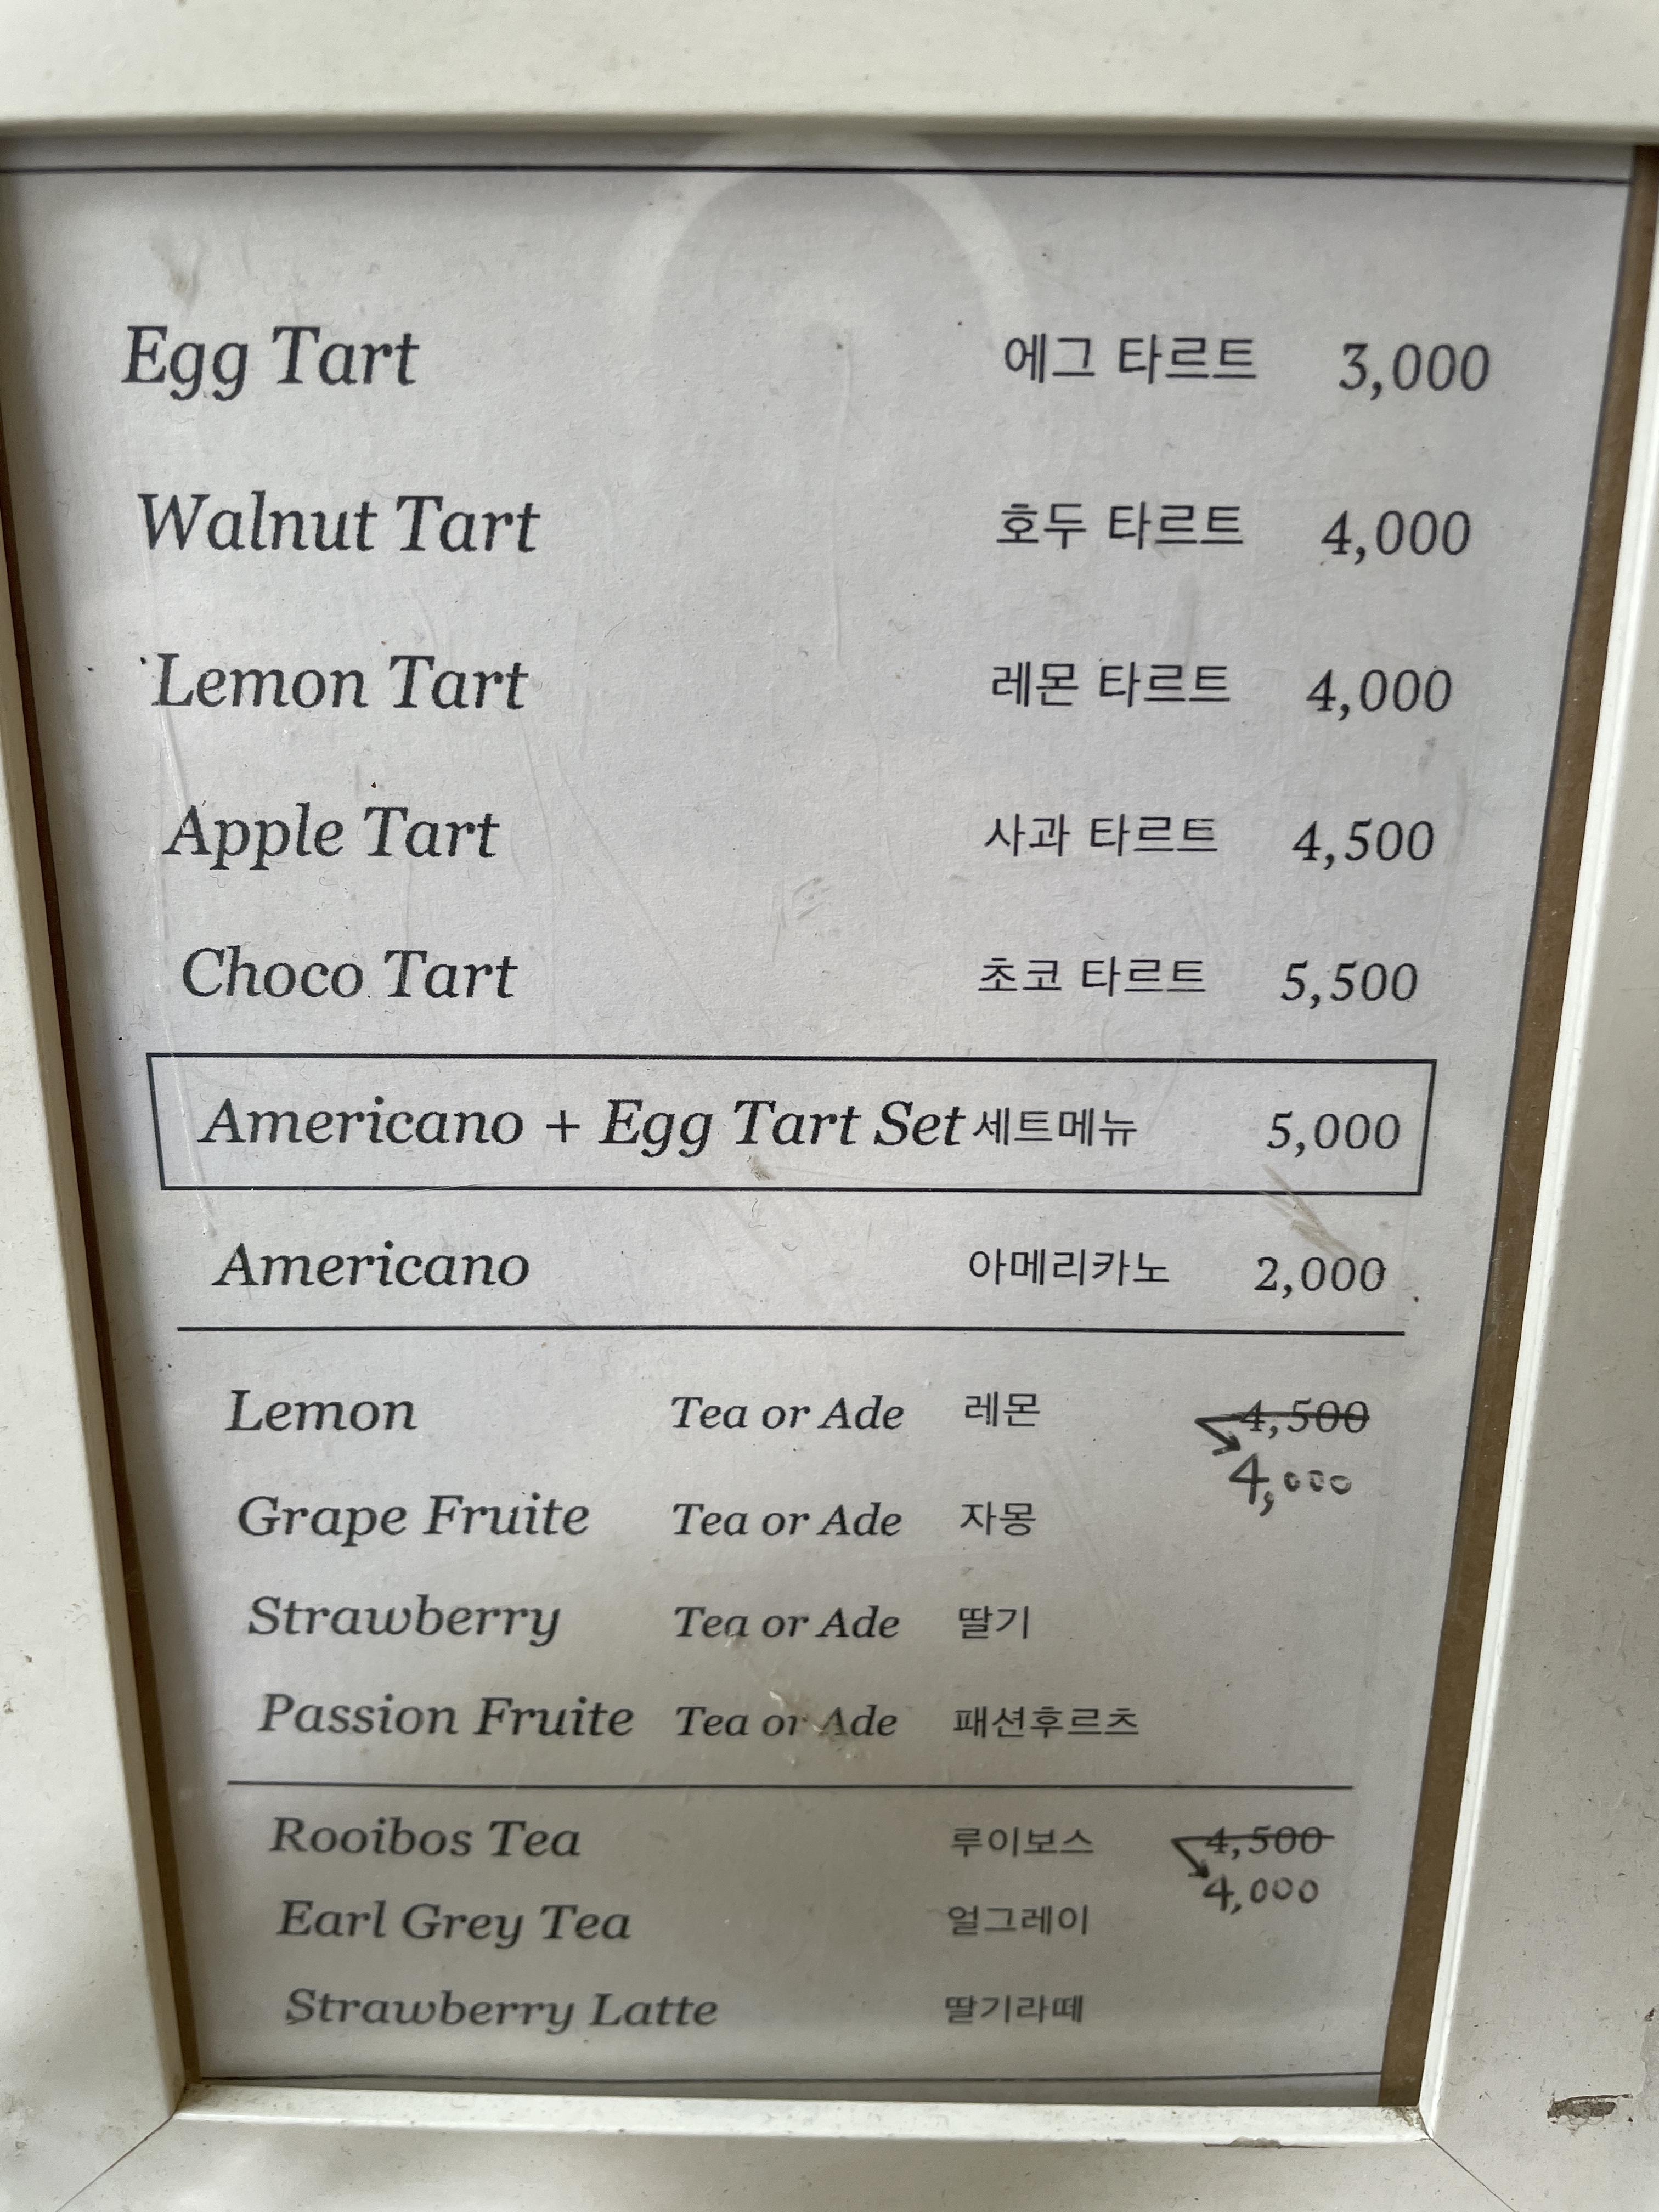 Egg Tart 에그 타르트 3,000
Walnut Tart 호두 타르트 4,000
Lemon Tart 레몬 타르트 4,000
Apple Tart 사과 타르트 4,500
Choco Tart 초코 타르트 5,500
Americano + Egg Tart Set 세트메뉴 5,000
Americano 아메리카노 2,000
Lemon Tea or Ade 레몬 4,500
4,000
Grape Fruite Tea or Ade 자몽
Strawberry Tea or Ade 딸기
Passion Fruite Tea or Ade 패션후르츠
Rooibos Tea 루이보스 4,500
4,000
Earl Grey Tea 얼그레이
Strawberry Latte 딸기라떼